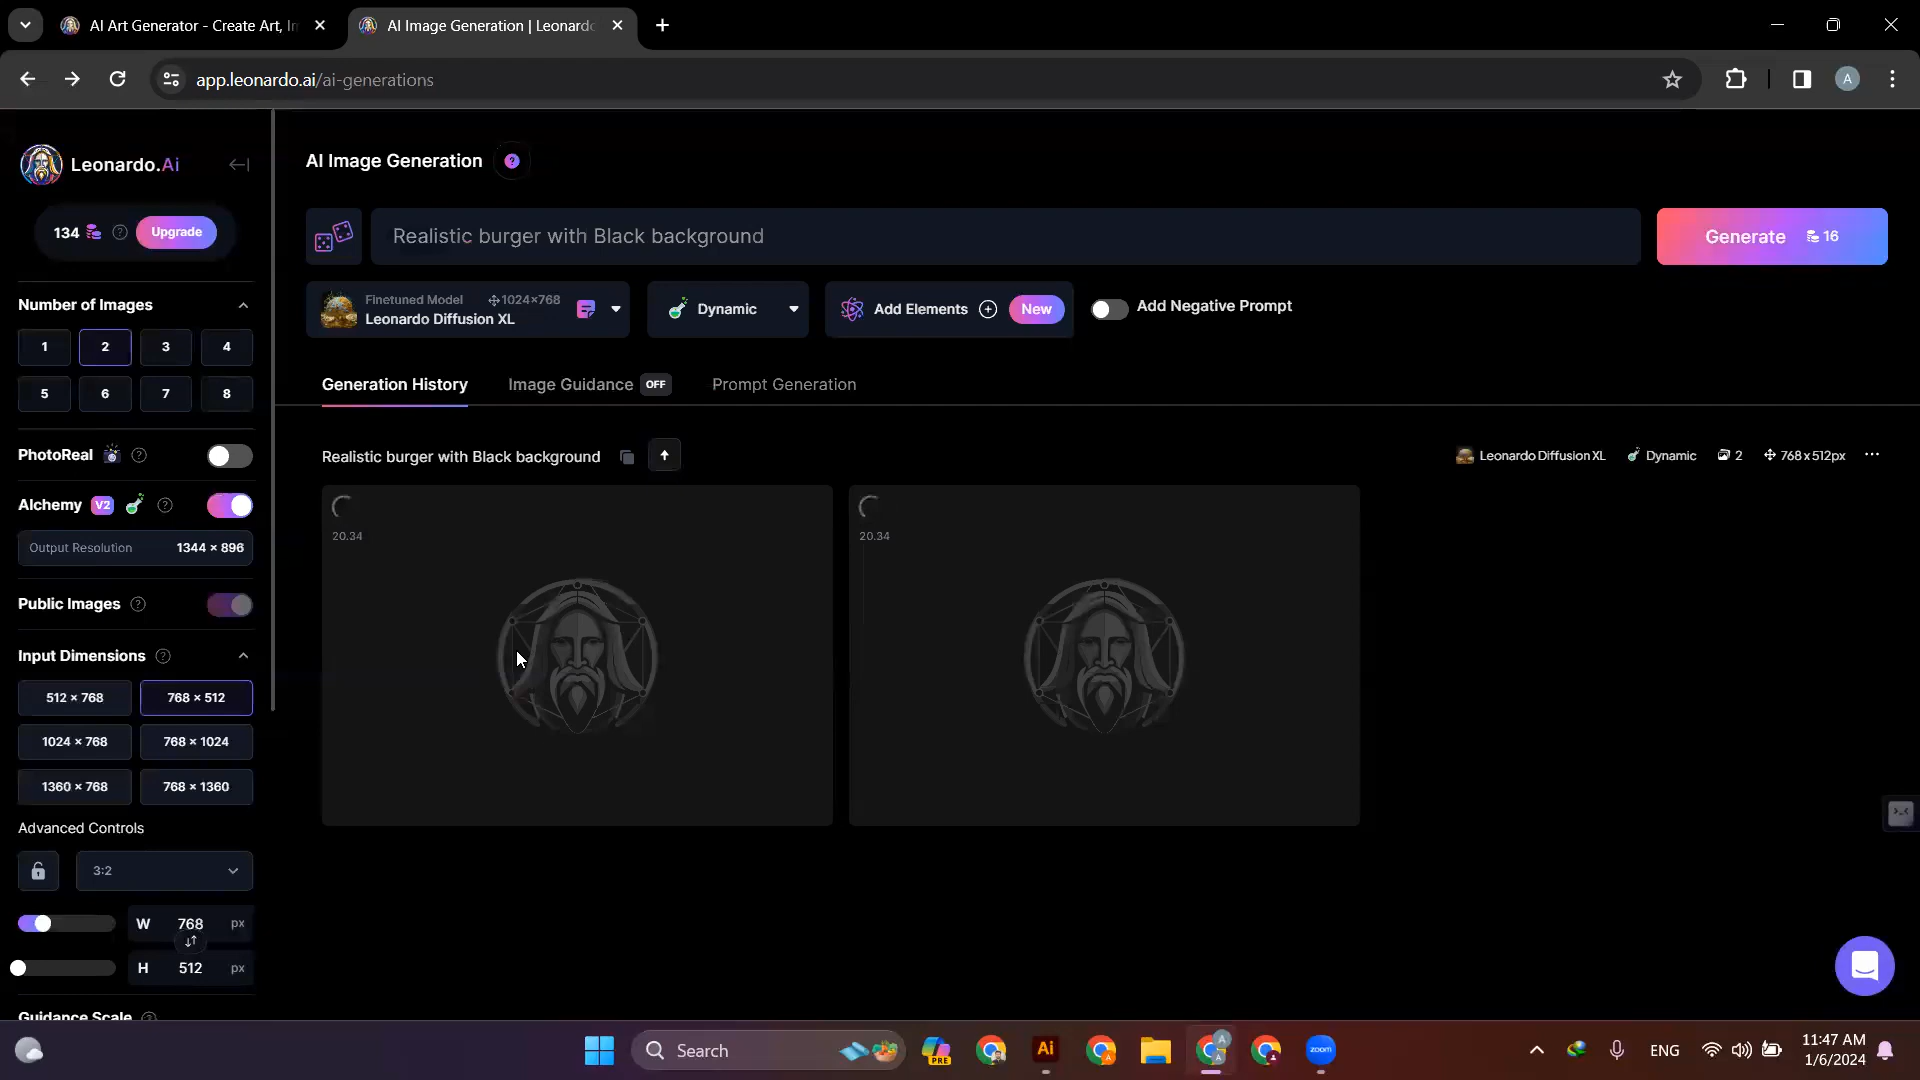 AI Art Generator - Create Art, Ir
AI Image Generation | Leonardo
app.leonardo.ai/ai-generations
A
Leonardo.Ai
AI Image Generation
?
134
Upgrade
Realistic burger with Black background
Generate 16
Number of Images
Finetuned Model 1024×768
Leonardo Diffusion XL
Dynamic
Add Elements
New
Add Negative Prompt
1 2 3 4
5 6 7 8
Generation History
Image Guidance OFF
Prompt Generation
PhotoReal
Realistic burger with Black background
Leonardo Diffusion XL
Dynamic
2
768x512px
Alchemy V2
Output Resolution 1344 × 896
20.34
20.34
Public Images
Input Dimensions
512 × 768
768 × 512
1024 × 768
768 × 1024
1360 × 768
768 × 1360
Advanced Controls
3:2
W 768 px
H 512 px
Guidance Scale
Search
PRE
Ai
zoom
ENG
11:47 AM
1/6/2024